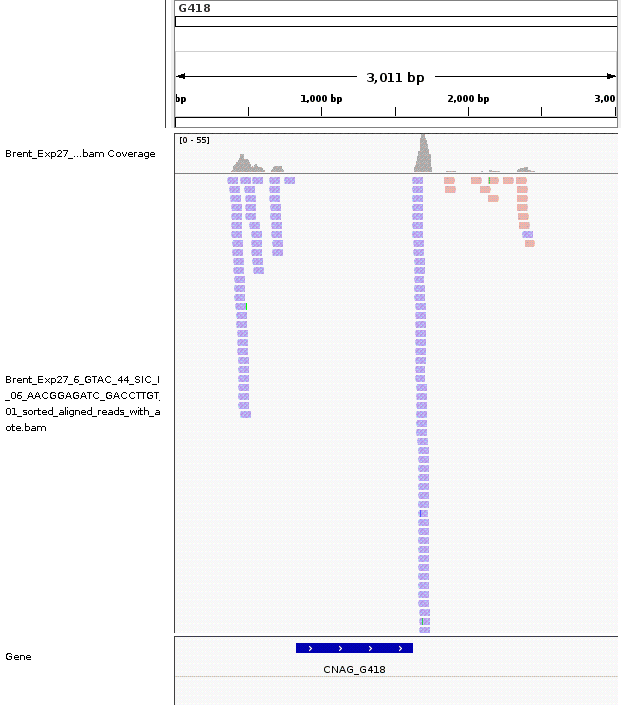 G418
3,011 bp
bp 1,000 bp 2,000 bp 3,00
[0 - 55]
Brent_Exp27_...bam Coverage
Brent_Exp27_6_GTAC_44_SIC_I
_06_AACGGAGATC_GACCTTGT
01_sorted_aligned_reads_with_a
ote.bam
Gene
CNAG_G418